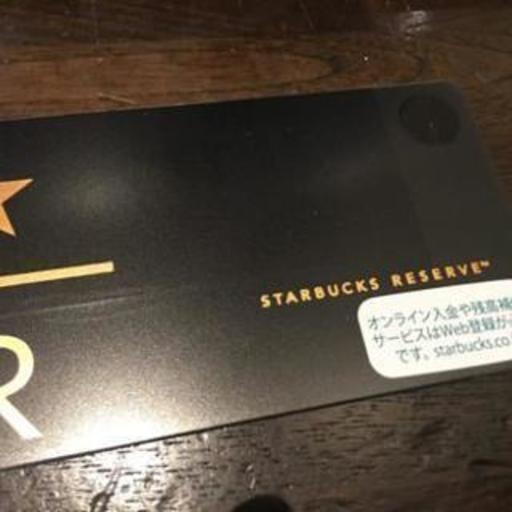 R
STARBUCKS RESERVE™
オンライン入金や残高補
サービスはWeb登録が
です。starbucks.co